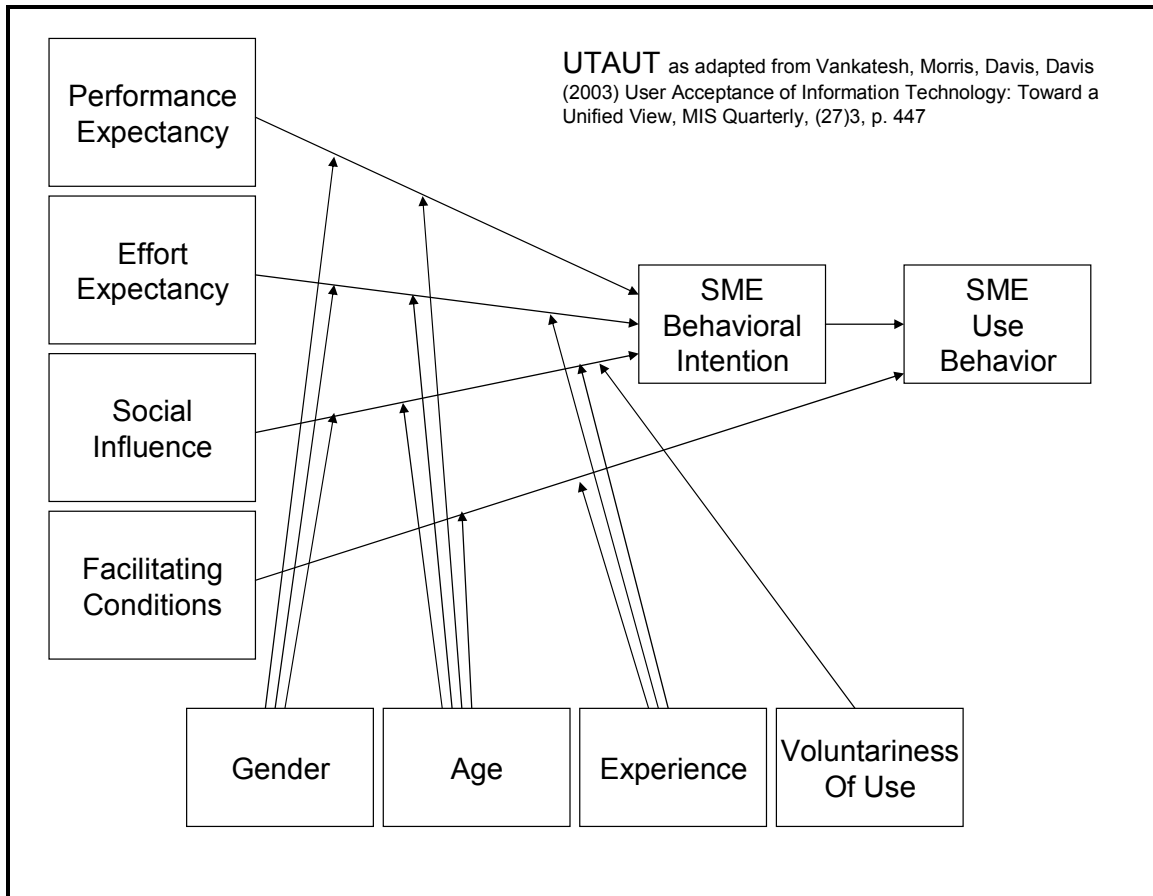 Performance
Expectancy
UTAUT as adapted from Vankatesh, Morris, Davis, Davis
(2003) User Acceptance of Information Technology: Toward a
Unified View, MIS Quarterly, (27)3, p. 447
Effort
Expectancy
SME
Behavioral
Intention
SME
Use
Behavior
Social
Influence
Facilitating
Conditions
Gender
Age
Experience
Voluntariness
Of Use